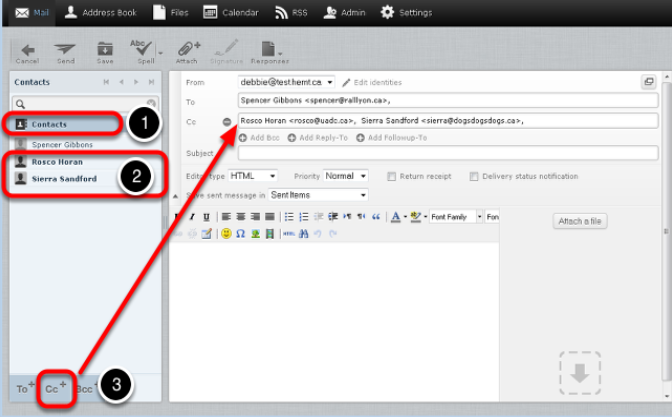 Mail Address Book Files Calendar RSS Admin Settings
Cancel Send Save Spell Attach Signature Responses
Contacts
Contacts
Spencer Gibbons
Rosco Horan
Sierra Sandford
1
2
3
To+ Cc+ Bcc+
From debbie@test.hemt.ca Edit identities
To Spencer Gibbons <spencer@ralllyon.ca>,
Cc Rosco Horan <rosco@uadc.ca>, Sierra Sandford <sierra@dogsdogsdogs.ca>,
Add Bcc Add Reply-To Add Followup-To
Subject
Editor type HTML Priority Normal Return receipt Delivery status notification
Save sent message in Sent Items
B I U A Font Family Fon
HTML
Attach a file